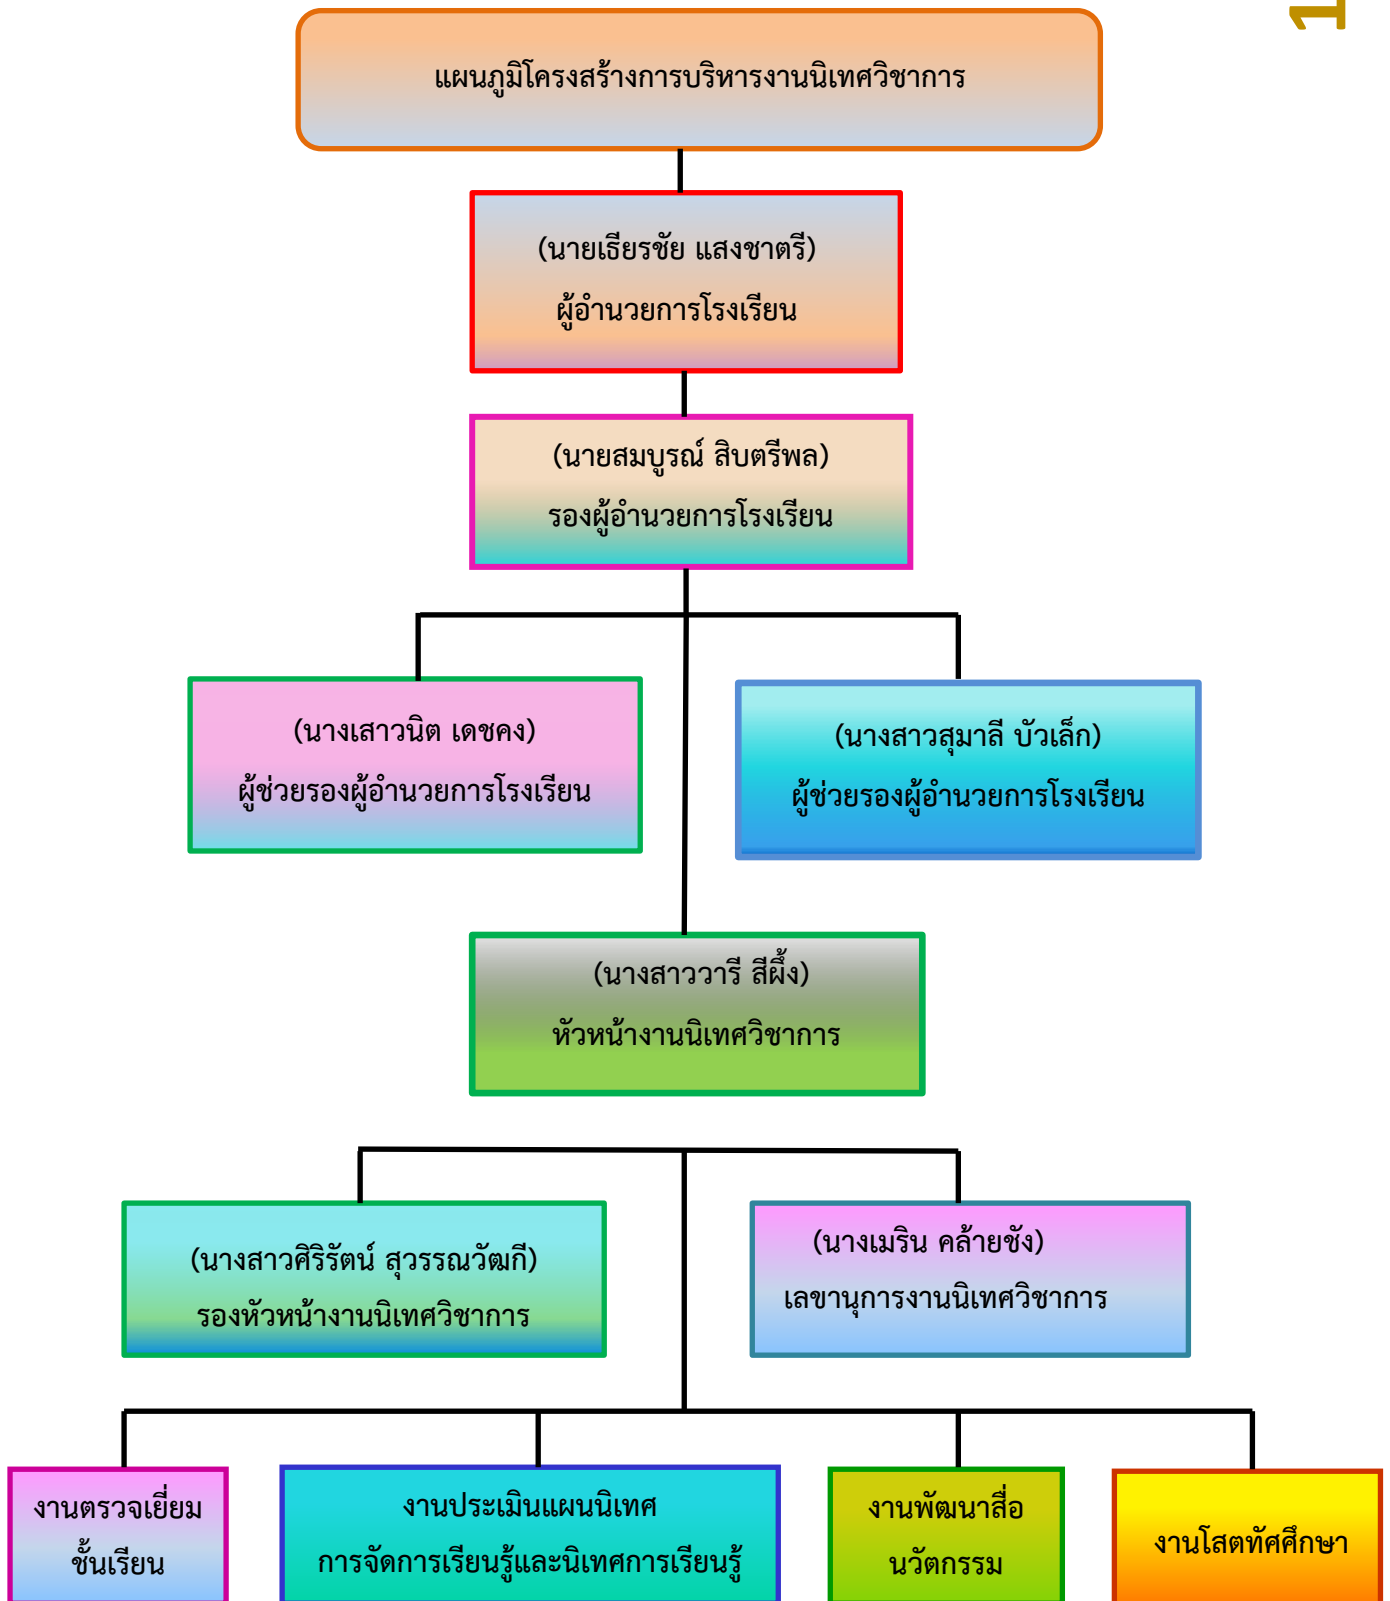 1
แผนภูมิโครงสร้างการบริหารงานนิเทศวิชาการ
(นายเธียรชัย แสงชาตรี)
ผู้อำนวยการโรงเรียน
(นายสมบูรณ์ สิบตรีพล)
รองผู้อำนวยการโรงเรียน
(นางเสาวนิต เดชคง)
ผู้ช่วยรองผู้อำนวยการโรงเรียน
(นางสาวสุมาลี บัวเล็ก)
ผู้ช่วยรองผู้อำนวยการโรงเรียน
(นางสาววารี สีผึ้ง)
หัวหน้างานนิเทศวิชาการ
(นางสาวศิริรัตน์ สุวรรณวัฒกี)
รองหัวหน้างานนิเทศวิชาการ
(นางเมริน คล้ายชัง)
เลขานุการงานนิเทศวิชาการ
งานตรวจเยี่ยม
ชั้นเรียน
งานประเมินแผนนิเทศ
การจัดการเรียนรู้และนิเทศการเรียนรู้
งานพัฒนาสื่อ
นวัตกรรม
งานโสตทัศศึกษา